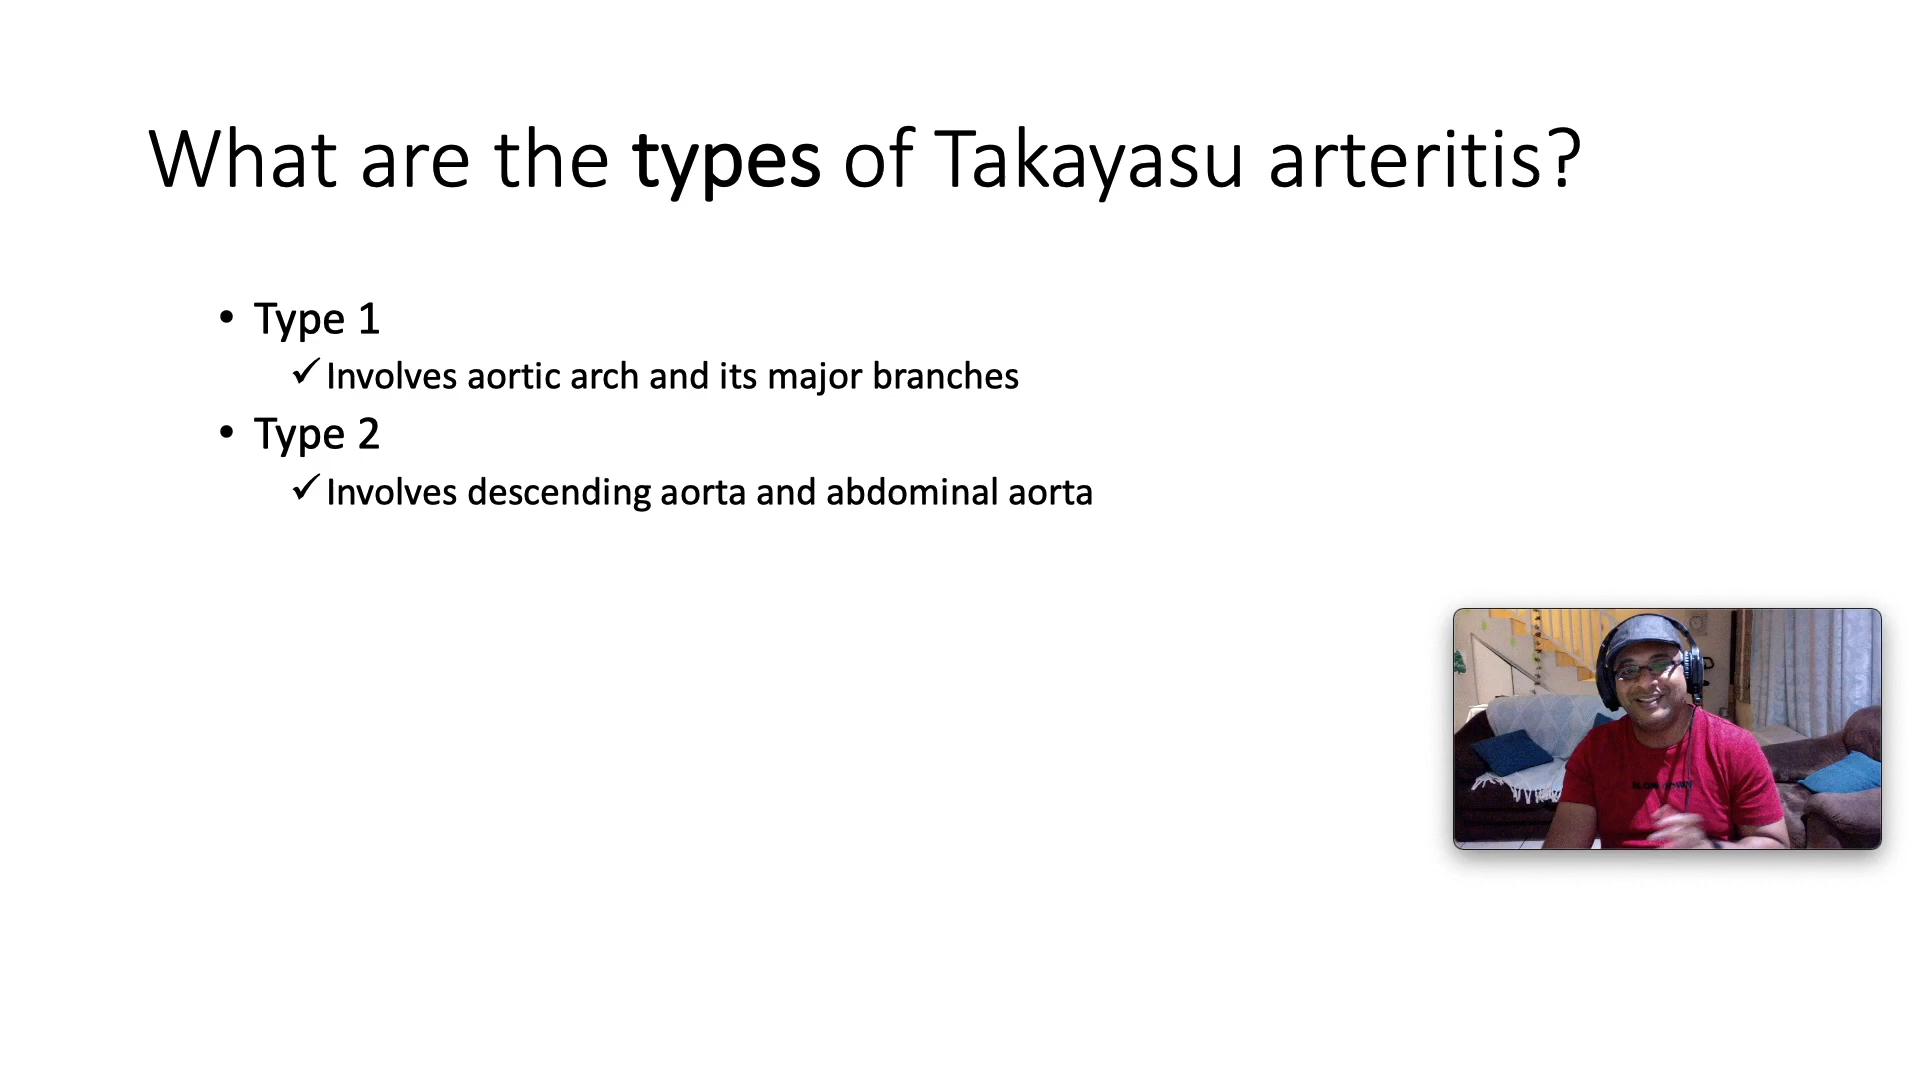 What are the types of Takayasu arteritis?
• Type 1
✓Involves aortic arch and its major branches
• Type 2
✓Involves descending aorta and abdominal aorta